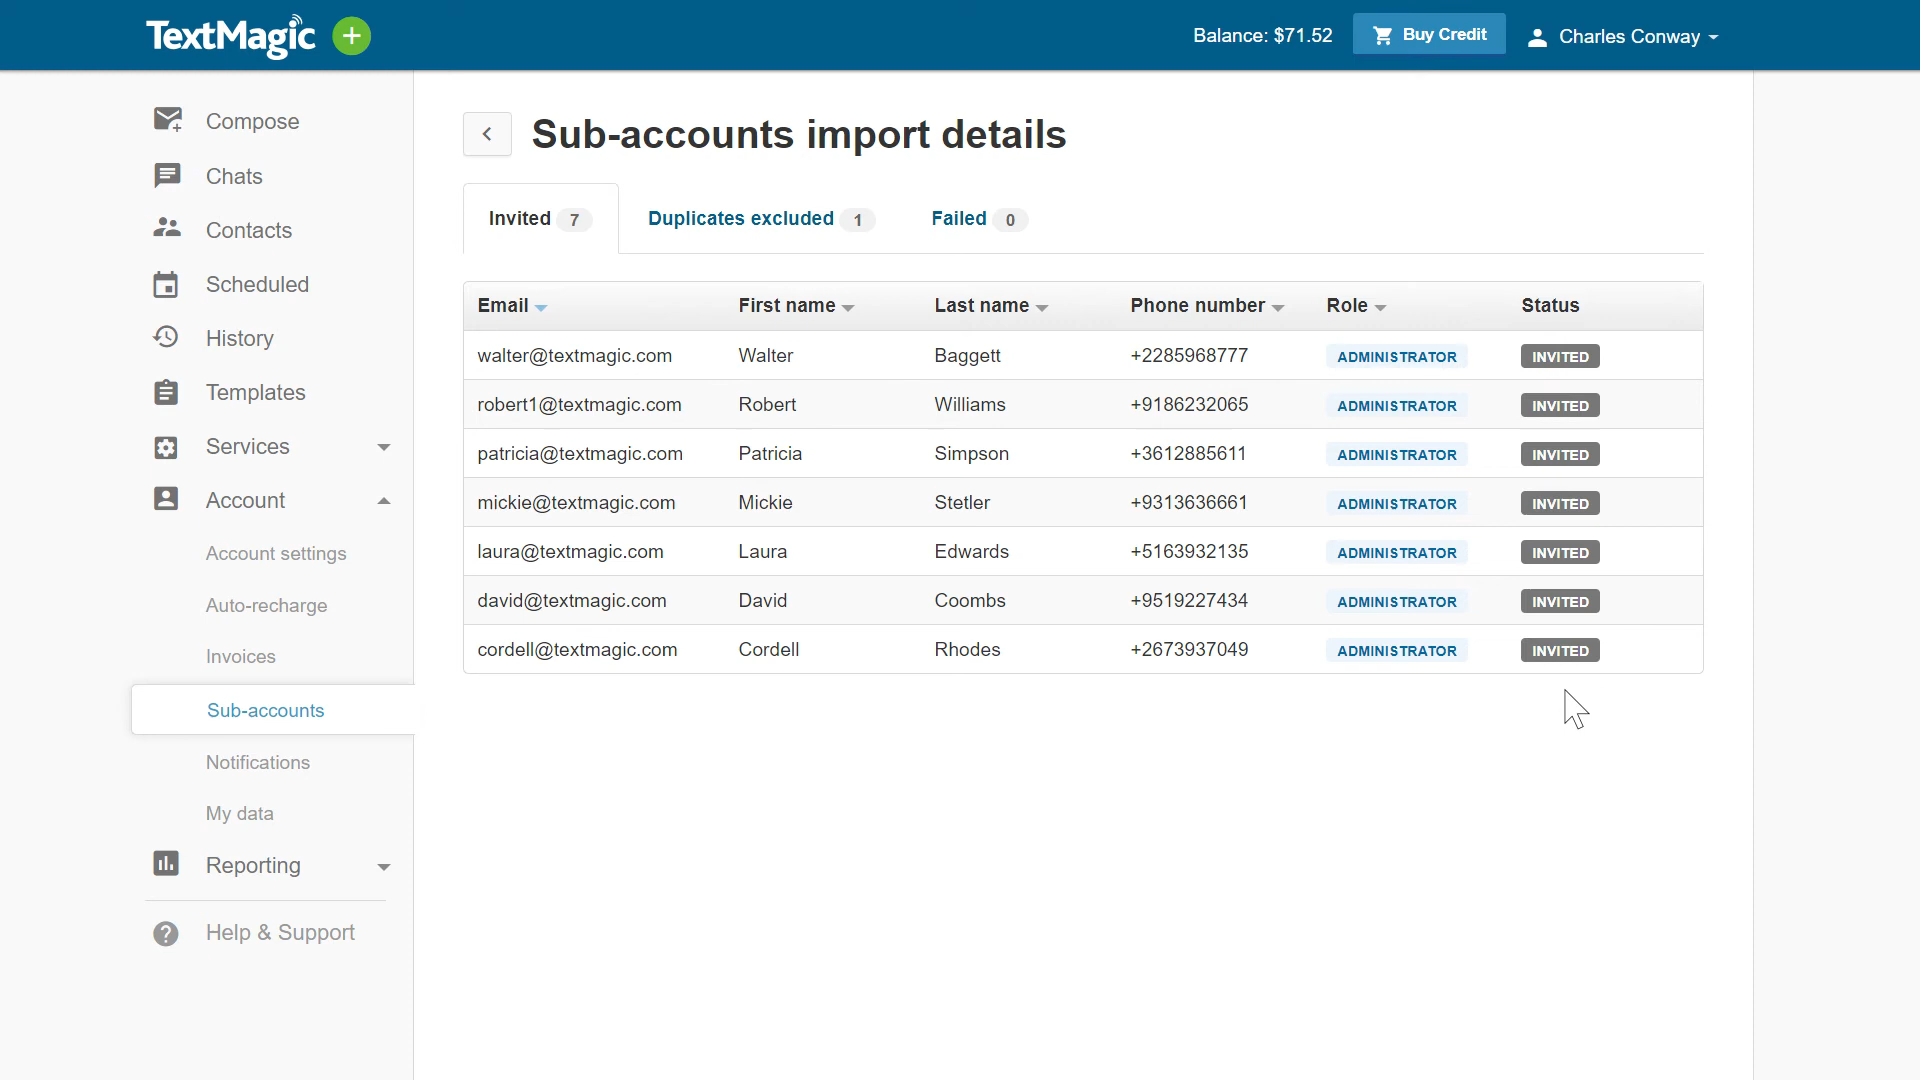 TextMagic
Balance: $71.52
Buy Credit
Charles Conway
Compose
Chats
Contacts
Scheduled
History
Templates
Services
Account
Account settings
Auto-recharge
Invoices
Sub-accounts
Notifications
My data
Reporting
Help & Support
Sub-accounts import details
Invited 7 Duplicates excluded 1 Failed 0
Email First name Last name Phone number Role Status
walter@textmagic.com Walter Baggett +2285968777 ADMINISTRATOR INVITED
robert1@textmagic.com Robert Williams +9186232065 ADMINISTRATOR INVITED
patricia@textmagic.com Patricia Simpson +3612885611 ADMINISTRATOR INVITED
mickie@textmagic.com Mickie Stetler +9313636661 ADMINISTRATOR INVITED
laura@textmagic.com Laura Edwards +5163932135 ADMINISTRATOR INVITED
david@textmagic.com David Coombs +9519227434 ADMINISTRATOR INVITED
cordell@textmagic.com Cordell Rhodes +2673937049 ADMINISTRATOR INVITED